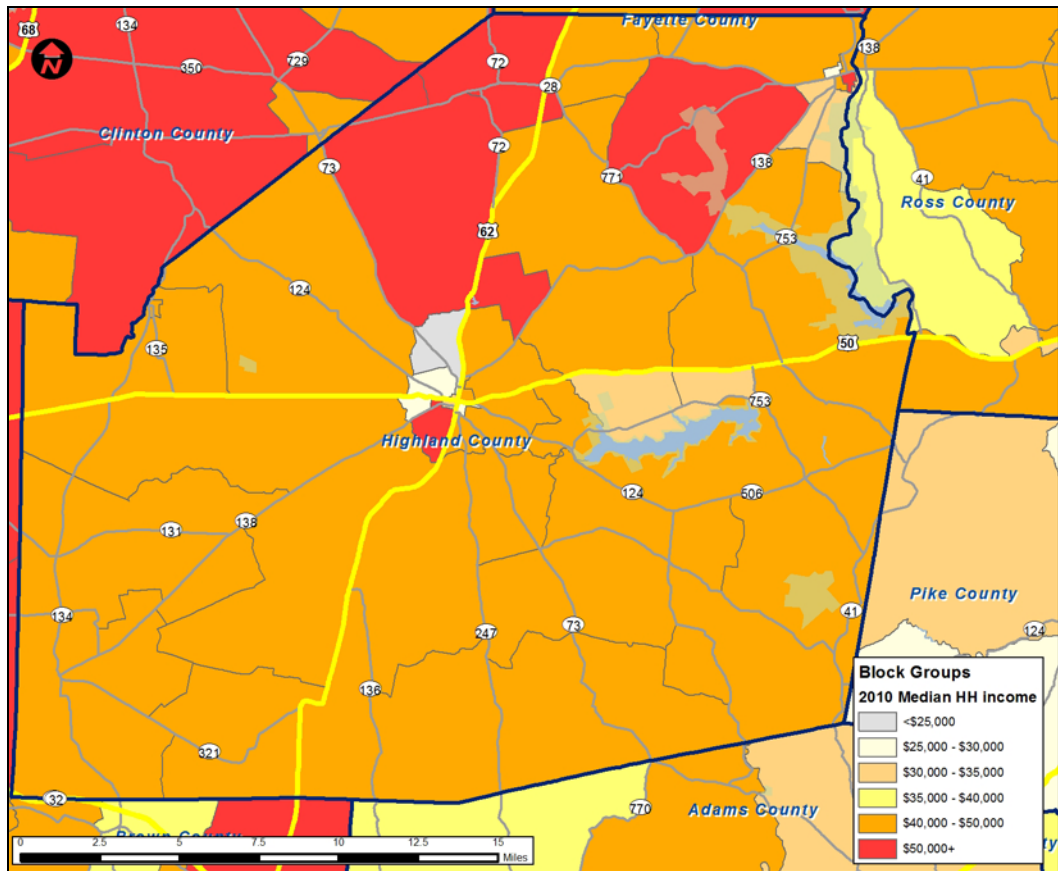 Fayette County
68
134
138
N
350
729
72
28
Clinton County
73
72
771
138
41
Ross County
62
753
124
50
135
753
Highland County
124
506
131
138
Pike County
134
247
73
41
124
136
321
32
770
Adams County
Brown County
0 2.5 5 7.5 10 12.5 15
Miles
Block Groups
2010 Median HH income
<$25,000
$25,000 - $30,000
$30,000 - $35,000
$35,000 - $40,000
$40,000 - $50,000
$50,000+